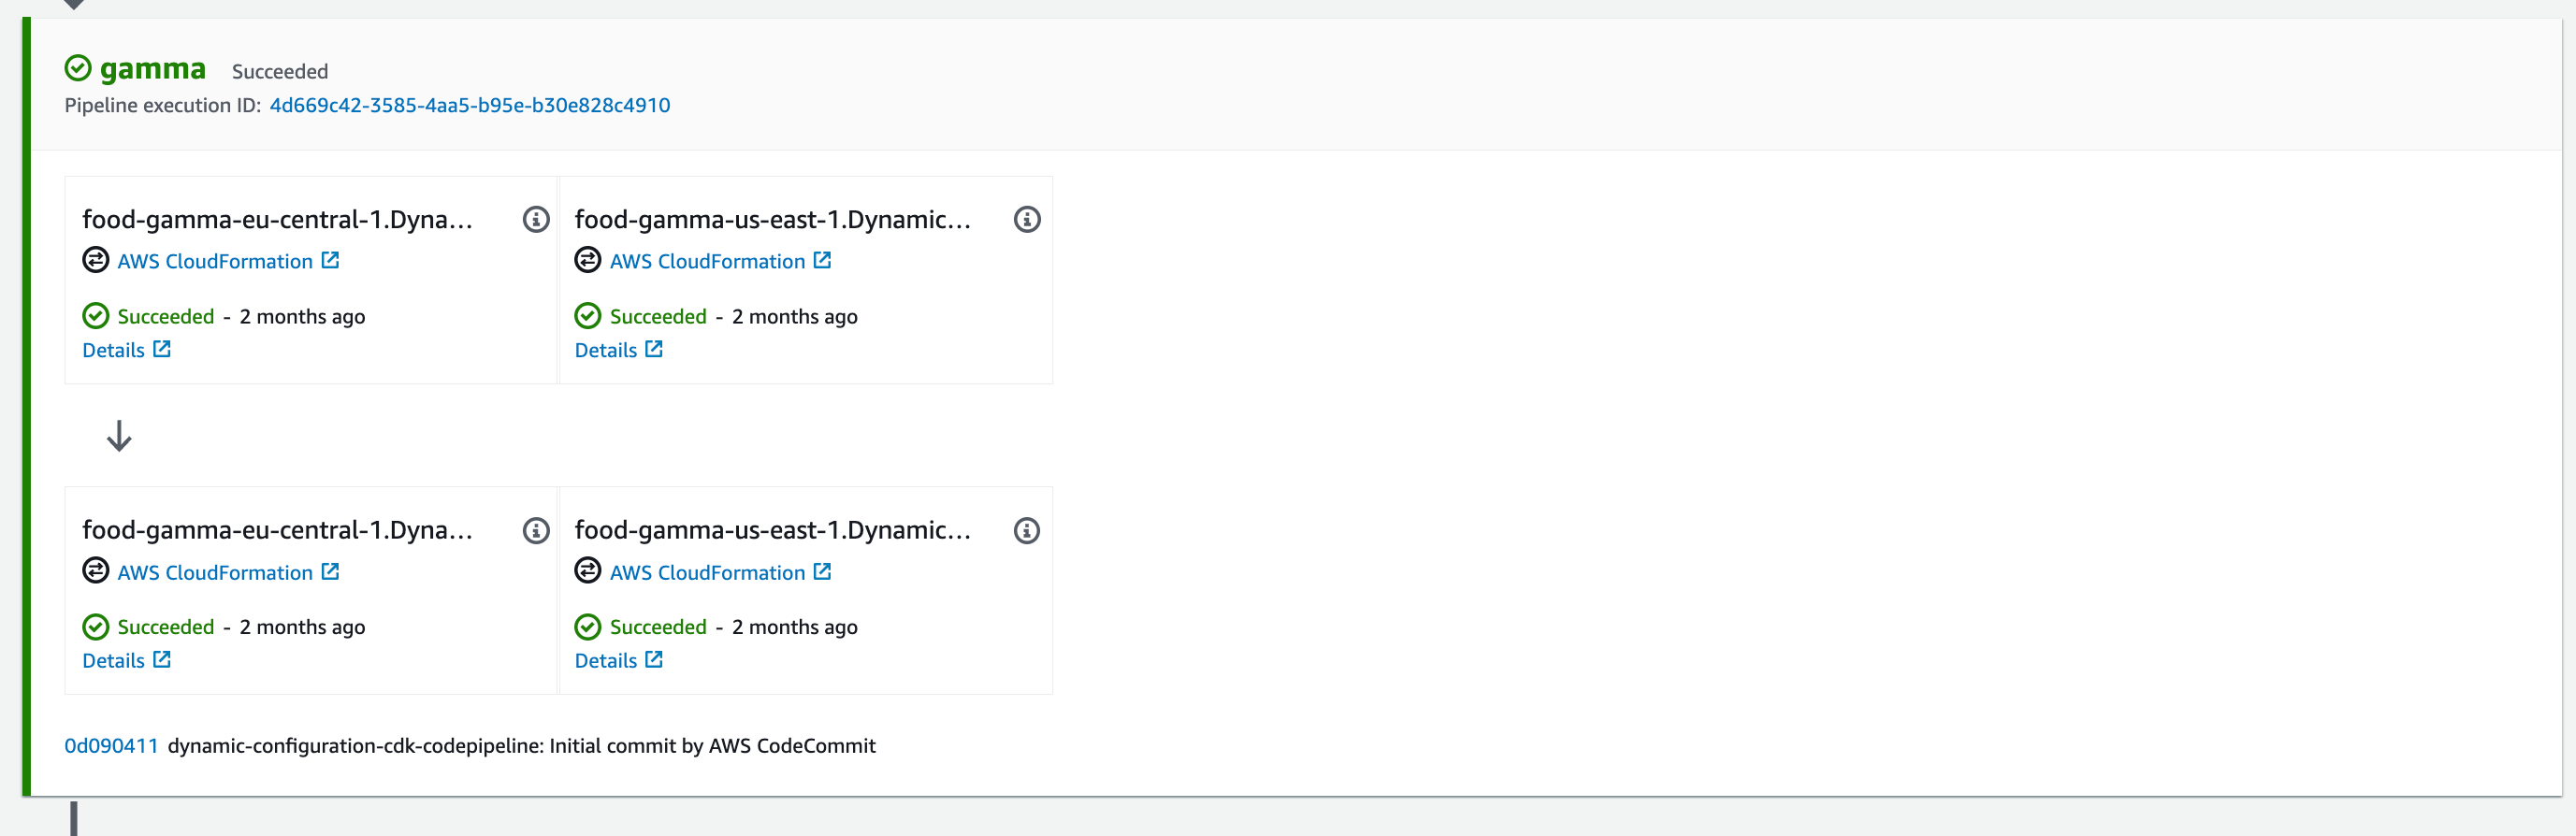 gamma Succeeded
Pipeline execution ID: 4d669c42-3585-4aa5-b95e-b30e828c4910
food-gamma-eu-central-1.Dyna...
AWS CloudFormation
Succeeded - 2 months ago
Details
food-gamma-us-east-1.Dynamic...
AWS CloudFormation
Succeeded - 2 months ago
Details
food-gamma-eu-central-1.Dyna...
AWS CloudFormation
Succeeded - 2 months ago
Details
food-gamma-us-east-1.Dynamic...
AWS CloudFormation
Succeeded - 2 months ago
Details
0d090411 dynamic-configuration-cdk-codepipeline: Initial commit by AWS CodeCommit